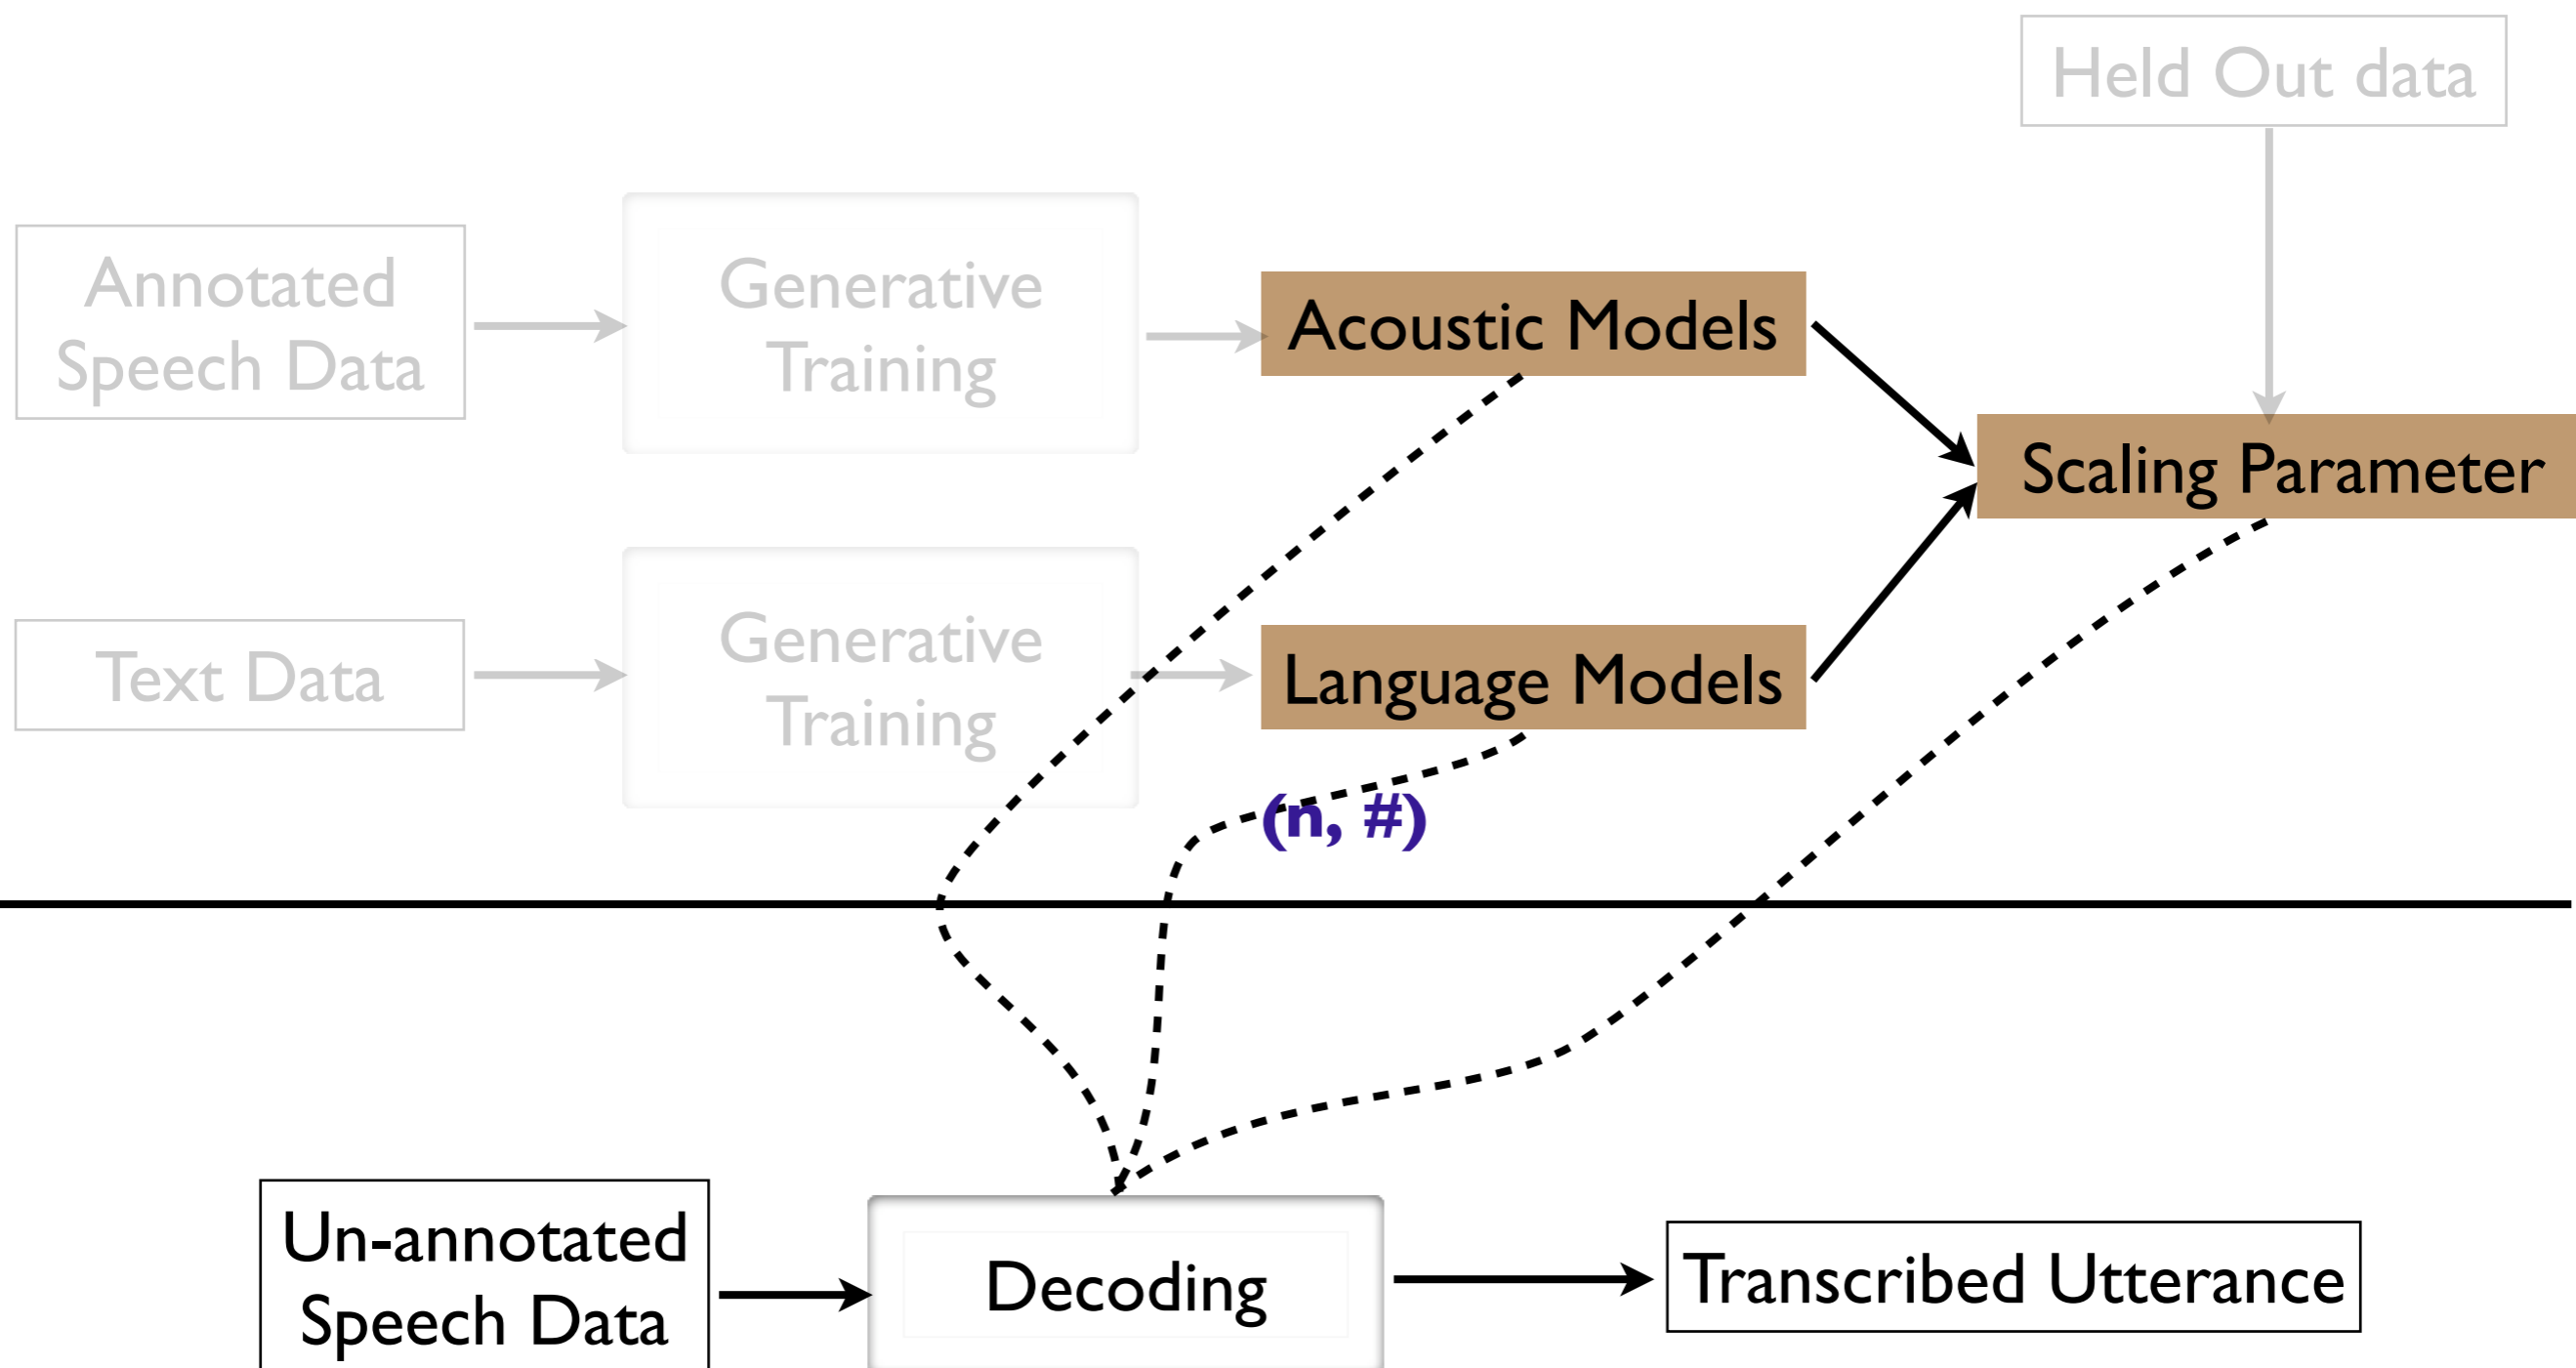 Held Out data
Annotated
Speech Data
Generative
Training
Acoustic Models
Scaling Parameter
Text Data
Generative
Training
Language Models
(n, #)
Un-annotated
Speech Data
Decoding
Transcribed Utterance